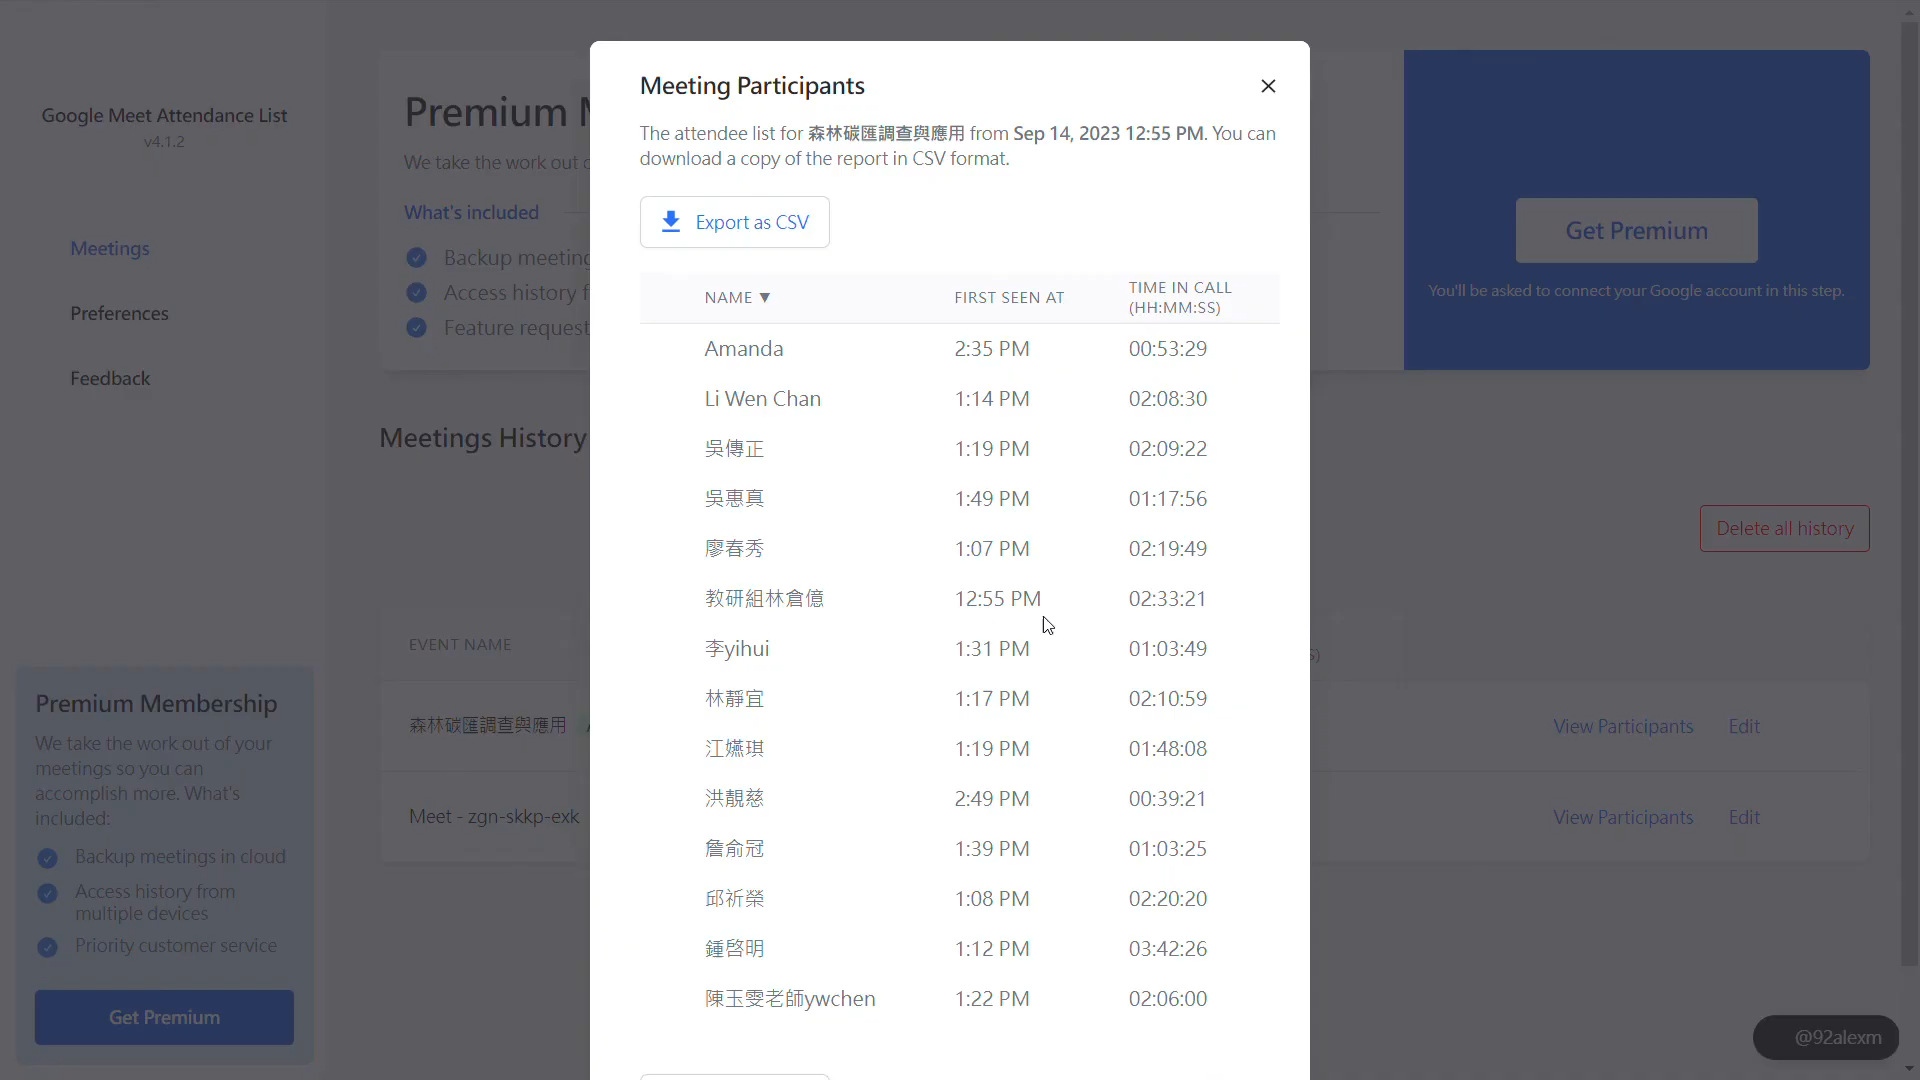 Google Meet Attendance List
v4.1.2
Meetings
Preferences
Feedback
Premium Membership
We take the work out of your
meetings so you can
accomplish more. What's
included:
Backup meetings in cloud
Access history from
multiple devices
Priority customer service
Get Premium
Premium
We take the work out
What's included
Backup meeting
Access history
Feature request
Get Premium
You'll be asked to connect your Google account in this step.
Meetings History
Delete all history
EVENT NAME
森林碳匯調查與應用
View Participants Edit
Meet - zgn-skkp-exk
View Participants Edit
Meeting Participants
The attendee list for 森林碳匯調查與應用 from Sep 14, 2023 12:55 PM. You can
download a copy of the report in CSV format.
Export as CSV
NAME ▼ FIRST SEEN AT TIME IN CALL
(HH:MM:SS)
Amanda 2:35 PM 00:53:29
Li Wen Chan 1:14 PM 02:08:30
吳傳正 1:19 PM 02:09:22
吳惠真 1:49 PM 01:17:56
廖春秀 1:07 PM 02:19:49
教研組林倉億 12:55 PM 02:33:21
李yihui 1:31 PM 01:03:49
林靜宜 1:17 PM 02:10:59
江嬿琪 1:19 PM 01:48:08
洪靚慈 2:49 PM 00:39:21
詹俞冠 1:39 PM 01:03:25
邱祈榮 1:08 PM 02:20:20
鍾啓明 1:12 PM 03:42:26
陳玉雯老師ywchen 1:22 PM 02:06:00
@92alexm